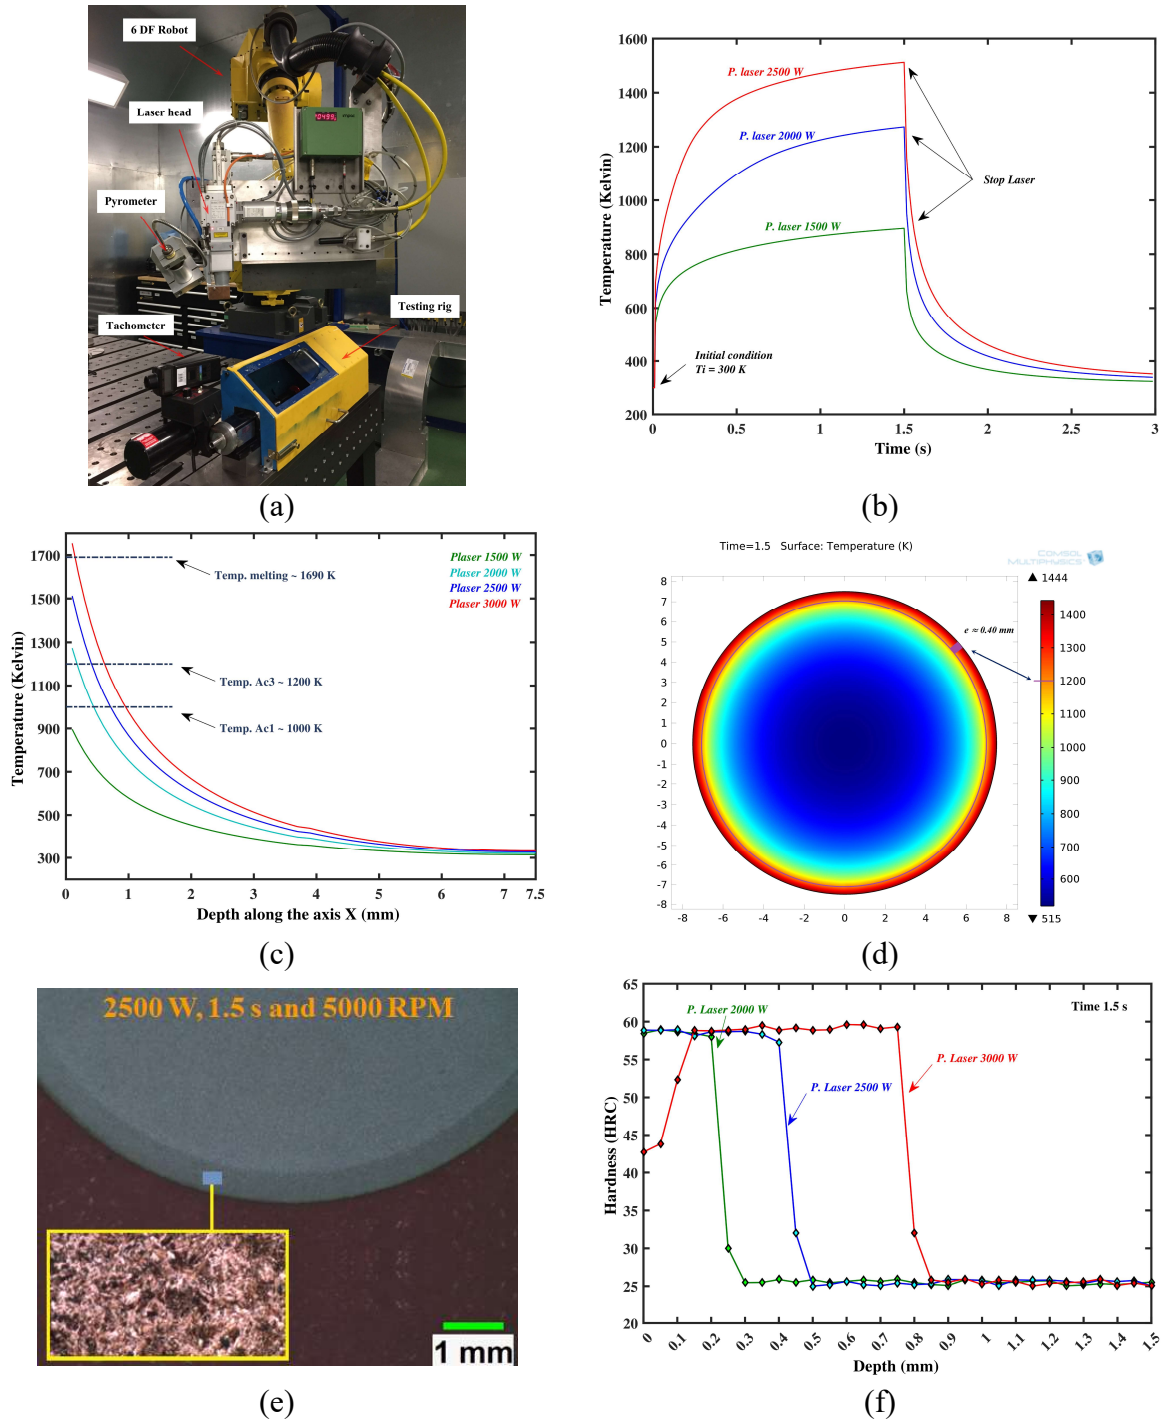 6 DF Robot
Laser head
Pyrometer
Tachometer
Testing rig
(a)
1600
1400
1200
1000
800
600
400
200
0
0.5
1
1.5
2
2.5
3
Temperature (Kelvin)
Time (s)
P. laser 2500 W
P. laser 2000 W
P. laser 1500 W
Stop Laser
Initial condition
Ti = 300 K
(b)
1700
1500
1300
1100
900
700
500
300
0
1
2
3
4
5
6
7
7.5
Temperature (Kelvin)
Depth along the axis X (mm)
Plaser 1500 W
Plaser 2000 W
Plaser 2500 W
Plaser 3000 W
Temp. melting ~ 1690 K
Temp. Ac3 ~ 1200 K
Temp. Ac1 ~ 1000 K
(c)
Time=1.5 Surface: Temperature (K)
COMSOL
MULTIPHYSICS
8
7
6
5
4
3
2
1
0
-1
-2
-3
-4
-5
-6
-7
-8
-8
-6
-4
-2
0
2
4
6
8
e ≈ 0.40 mm
▲ 1444
1400
1300
1200
1100
1000
900
800
700
600
▼ 515
(d)
2500 W, 1.5 s and 5000 RPM
1 mm
(e)
65
60
55
50
45
40
35
30
25
20
0
0.1
0.2
0.3
0.4
0.5
0.6
0.7
0.8
0.9
1
1.1
1.2
1.3
1.4
1.5
Hardness (HRC)
Depth (mm)
P. Laser 2000 W
P. Laser 2500 W
P. Laser 3000 W
Time 1.5 s
(f)